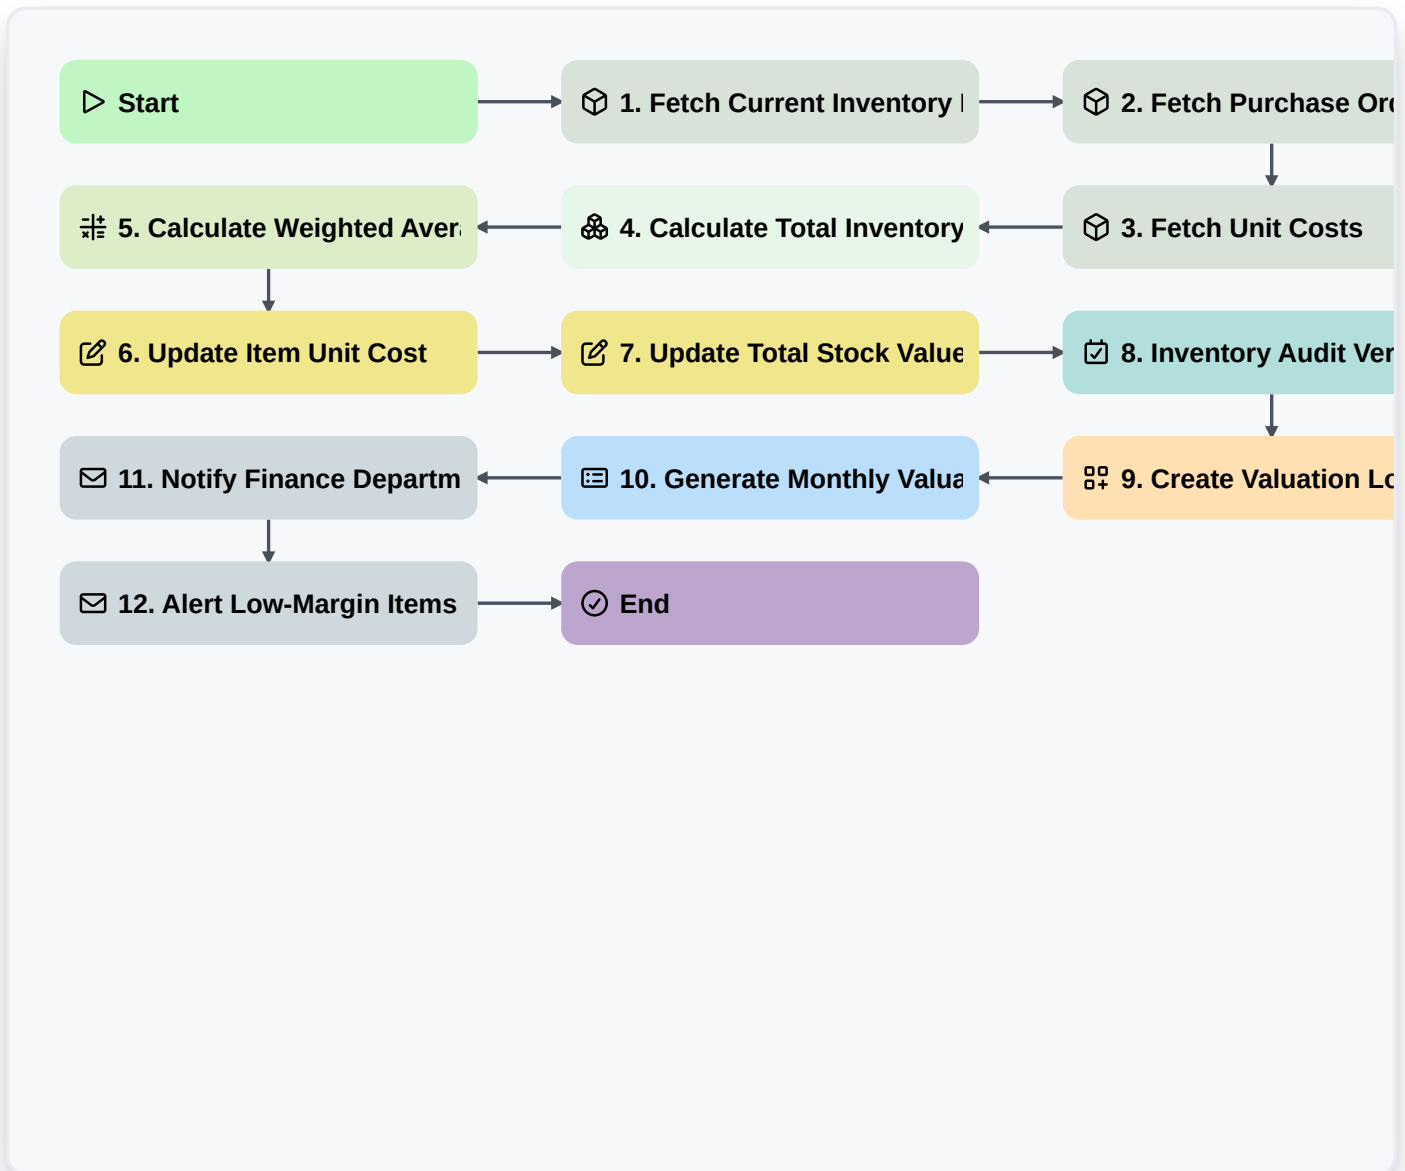 Start
1. Fetch Current Inventory
2. Fetch Purchase
5. Calculate Weighted
4. Calculate Total Inventory
3. Fetch Unit Costs
6. Update Item Unit Cost
7. Update Total Stock Value
8. Inventory Audit
11. Notify Finance
10. Generate Monthly
9. Create Valuation
12. Alert Low-Margin Items
End